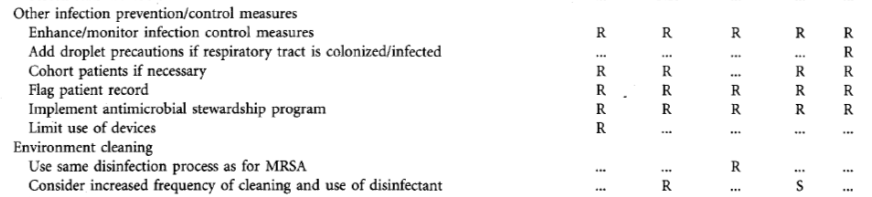 Other infection prevention/control measures
Enhance/monitor infection control measures R R R R R
Add droplet precautions if respiratory tract is colonized/infected ... ... ... ... R
Cohort patients if necessary R R ... R R
Flag patient record R R R R R
Implement antimicrobial stewardship program R R R R R
Limit use of devices R ... ... ... ...
Environment cleaning
Use same disinfection process as for MRSA ... ... R ... ...
Consider increased frequency of cleaning and use of disinfectant ... R ... S ...